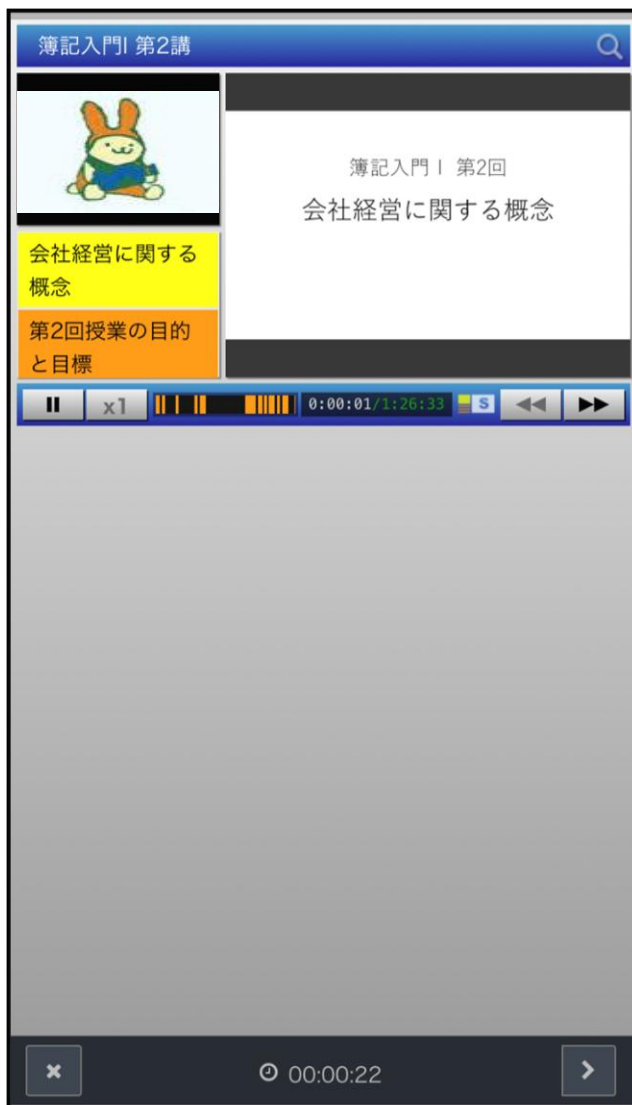 簿記入門I 第2講
簿記入門Ⅰ 第2回
会社経営に関する概念
会社経営に関する
概念
第2回授業の目的
と目標
x1
0:00:01/1:26:33
S
00:00:22